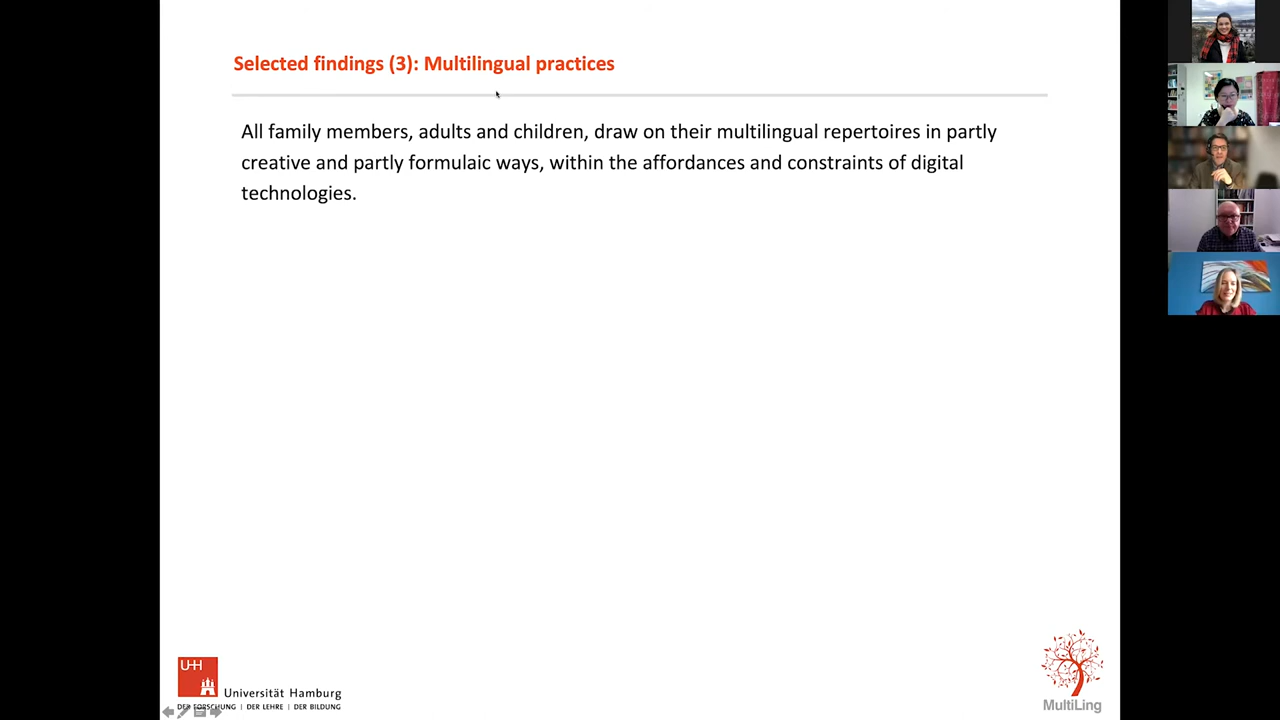 Selected findings (3): Multilingual practices
All family members, adults and children, draw on their multilingual repertoires in partly
creative and partly formulaic ways, within the affordances and constraints of digital
technologies.
UH
Universität Hamburg
DER FORSCHUNG | DER LEHRE | DER BILDUNG
MultiLing